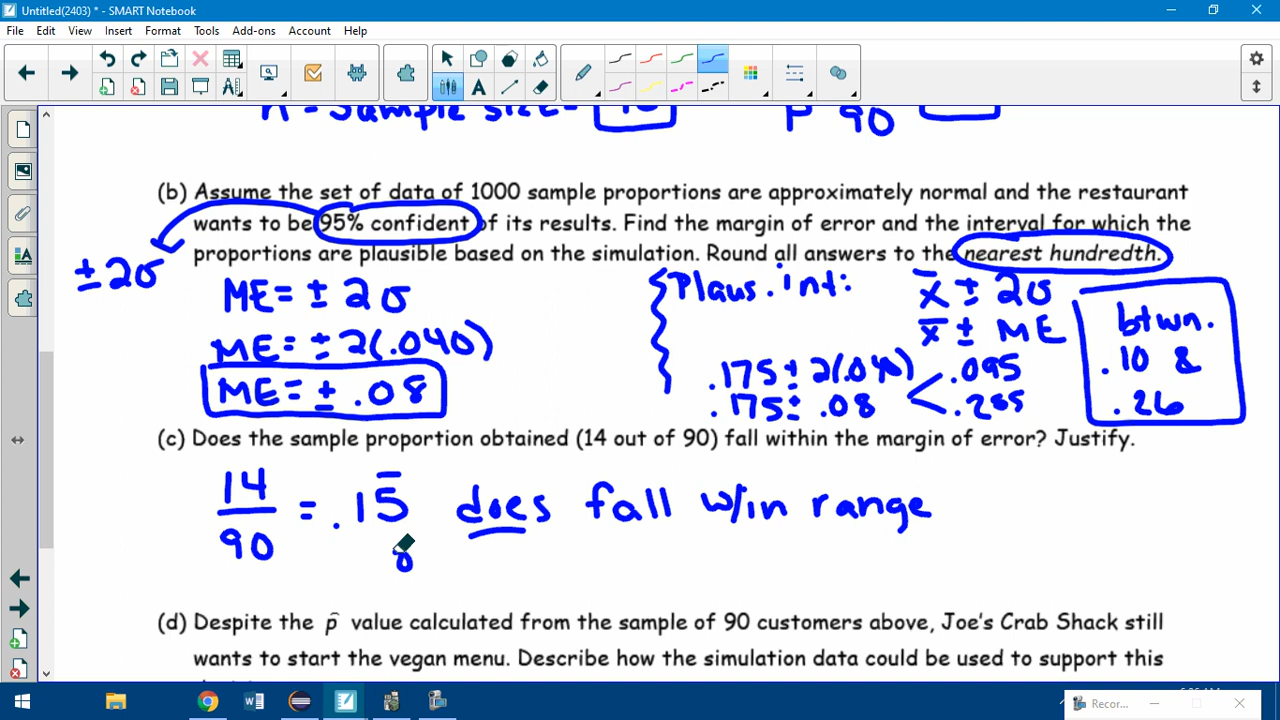 Untitled(2403) * - SMART Notebook
File Edit View Insert Format Tools Add-ons Account Help
n = sample size =
p 90
(b) Assume the set of data of 1000 sample proportions are approximately normal and the restaurant
wants to be 95% confident of its results. Find the margin of error and the interval for which the
proportions are plausible based on the simulation. Round all answers to the nearest hundredth.
±2σ
ME = ± 2σ
ME = ± 2(.040)
ME = ± .08
Plaus. int:
x̄ ± 2σ
x̄ ± ME
.175 ± 2(.040)
.175 ± .08
.095
.255
btwn.
.10 &
.26
(c) Does the sample proportion obtained (14 out of 90) fall within the margin of error? Justify.
14
90
= .15̅ does fall w/in range
(d) Despite the p̂ value calculated from the sample of 90 customers above, Joe's Crab Shack still
wants to start the vegan menu. Describe how the simulation data could be used to support this
Recor...